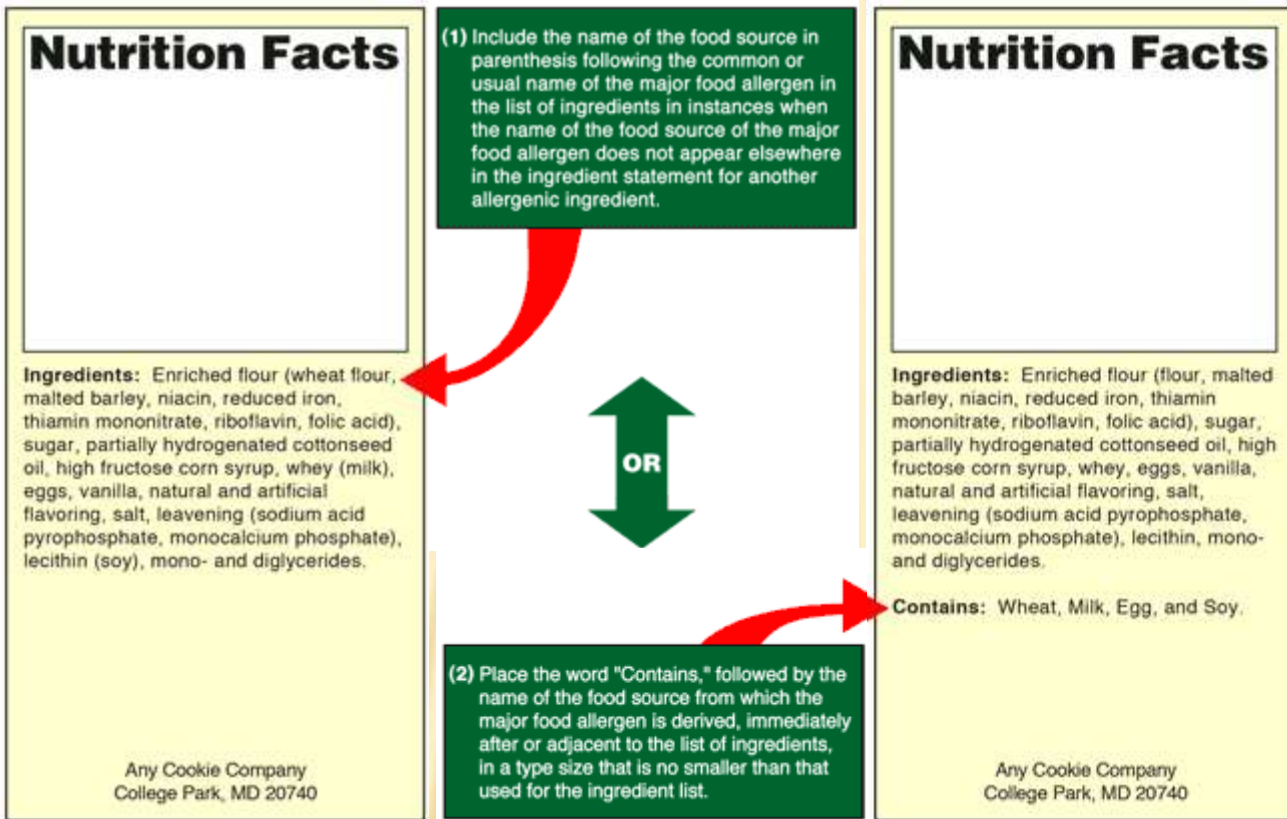 Nutrition Facts
Ingredients: Enriched flour (wheat flour,
malted barley, niacin, reduced iron,
thiamin mononitrate, riboflavin, folic acid),
sugar, partially hydrogenated cottonseed
oil, high fructose corn syrup, whey (milk),
eggs, vanilla, natural and artificial
flavoring, salt, leavening (sodium acid
pyrophosphate, monocalcium phosphate),
lecithin (soy), mono- and diglycerides.
Any Cookie Company
College Park, MD 20740
(1) Include the name of the food source in
parenthesis following the common or
usual name of the major food allergen in
the list of ingredients in instances when
the name of the food source of the major
food allergen does not appear elsewhere
in the ingredient statement for another
allergenic ingredient.
OR
(2) Place the word "Contains," followed by the
name of the food source from which the
major food allergen is derived, immediately
after or adjacent to the list of ingredients,
in a type size that is no smaller than that
used for the ingredient list.
Nutrition Facts
Ingredients: Enriched flour (flour, malted
barley, niacin, reduced iron, thiamin
mononitrate, riboflavin, folic acid), sugar,
partially hydrogenated cottonseed oil, high
fructose corn syrup, whey, eggs, vanilla,
natural and artificial flavoring, salt,
leavening (sodium acid pyrophosphate,
monocalcium phosphate), lecithin, mono-
and diglycerides.
Contains: Wheat, Milk, Egg, and Soy.
Any Cookie Company
College Park, MD 20740